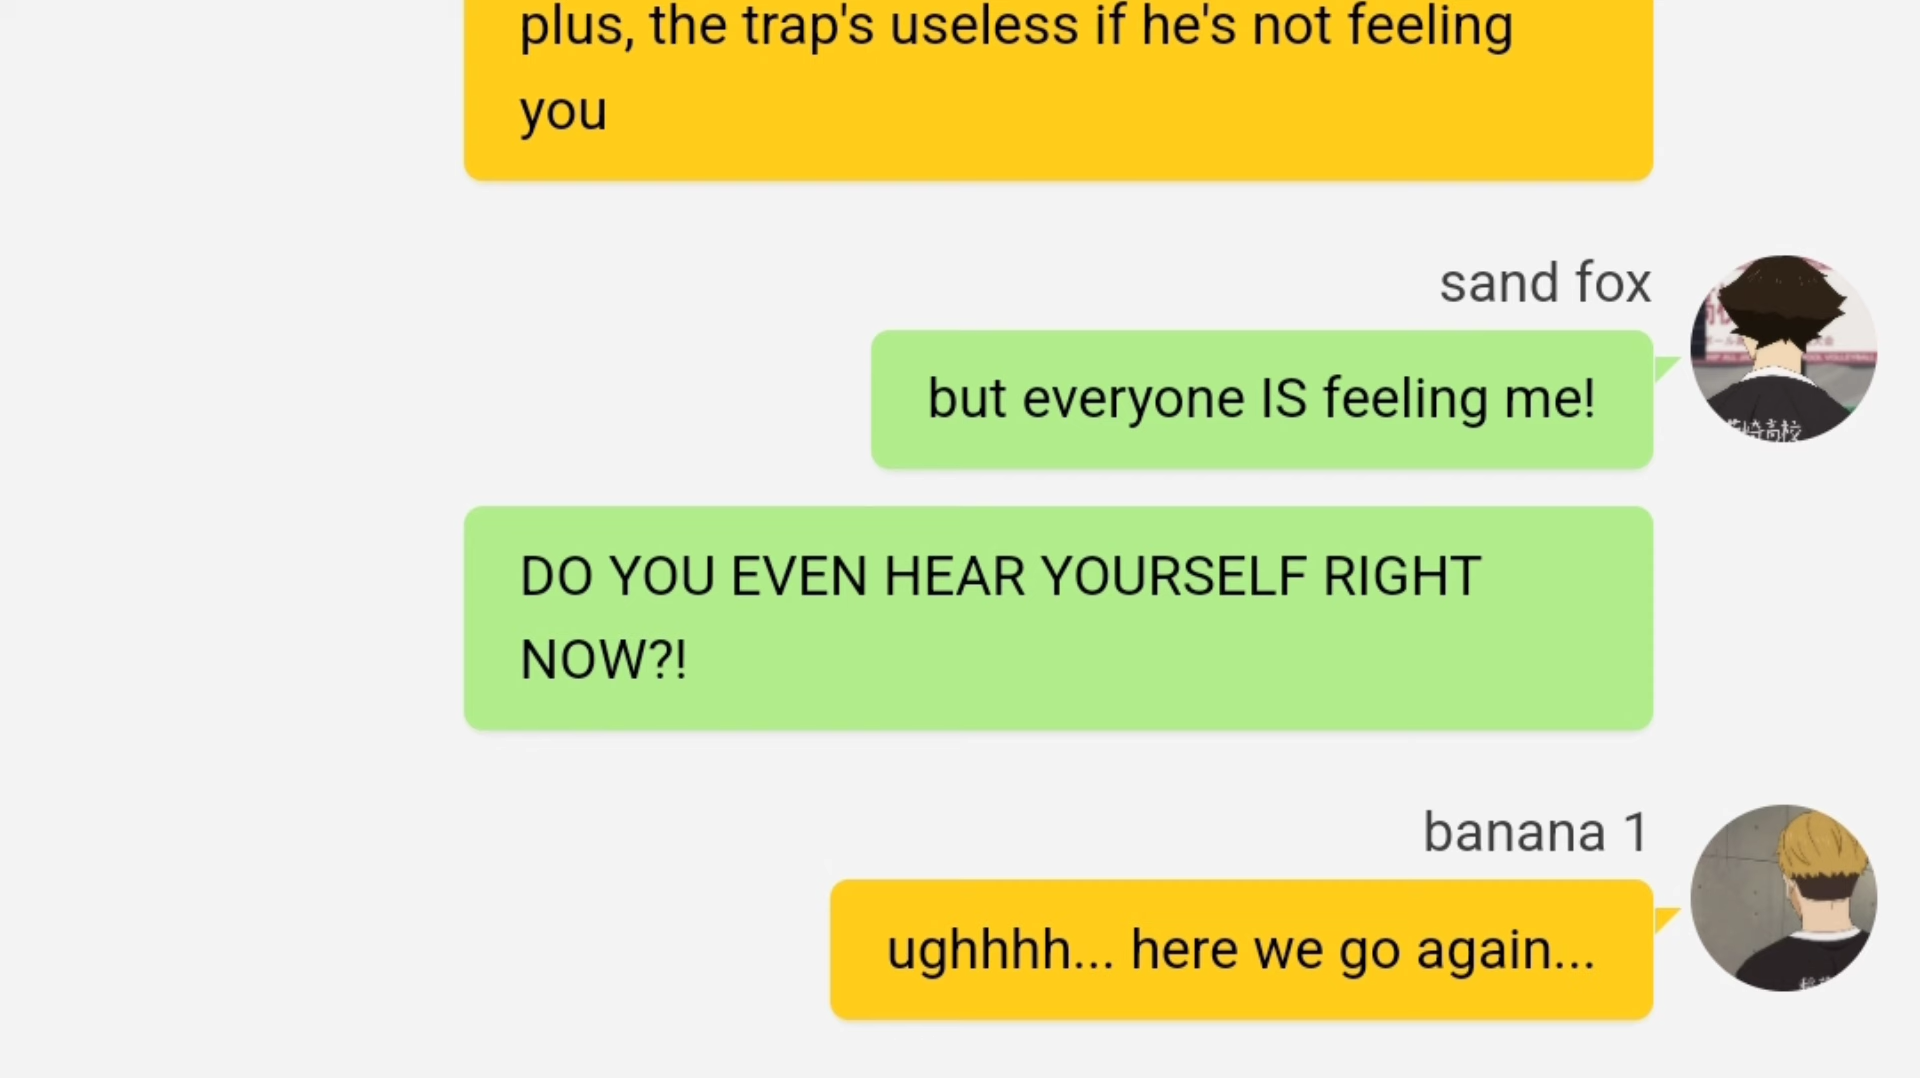 plus, the trap's useless if he's not feeling
you
sand fox
but everyone IS feeling me!
DO YOU EVEN HEAR YOURSELF RIGHT
NOW?!
banana 1
ughhhh... here we go again...